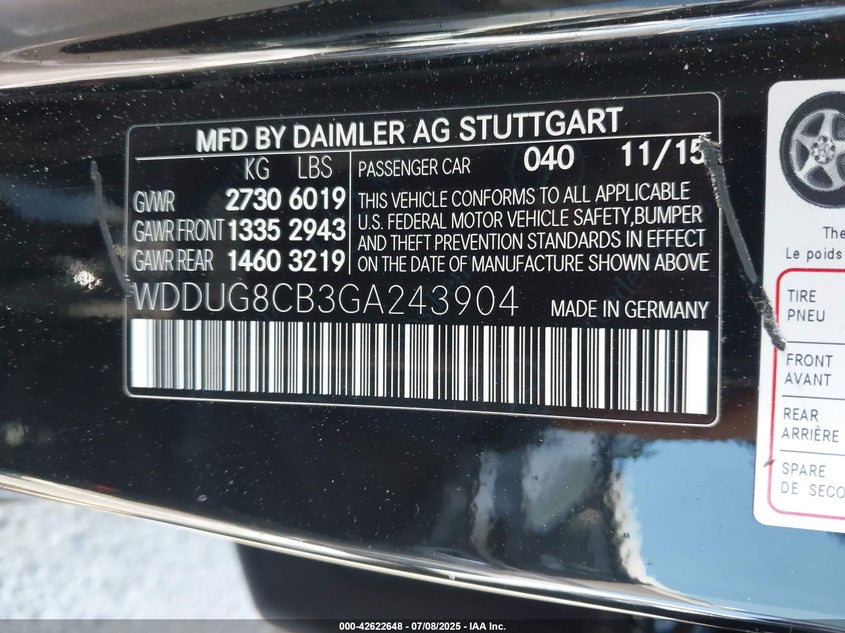 MFD BY DAIMLER AG STUTTGART
KG LBS
GVWR 2730 6019
GAWR FRONT 1335 2943
GAWR REAR 1460 3219
PASSENGER CAR 040 11/15
THIS VEHICLE CONFORMS TO ALL APPLICABLE
U.S. FEDERAL MOTOR VEHICLE SAFETY,BUMPER
AND THEFT PREVENTION STANDARDS IN EFFECT
ON THE DATE OF MANUFACTURE SHOWN ABOVE
WDDUG8CB3GA243904 MADE IN GERMANY
The
Le poids
TIRE
PNEU
FRONT
AVANT
REAR
ARRIÈRE
SPARE
DE SECO
000-42622648 - 07/08/2025 - IAA Inc.